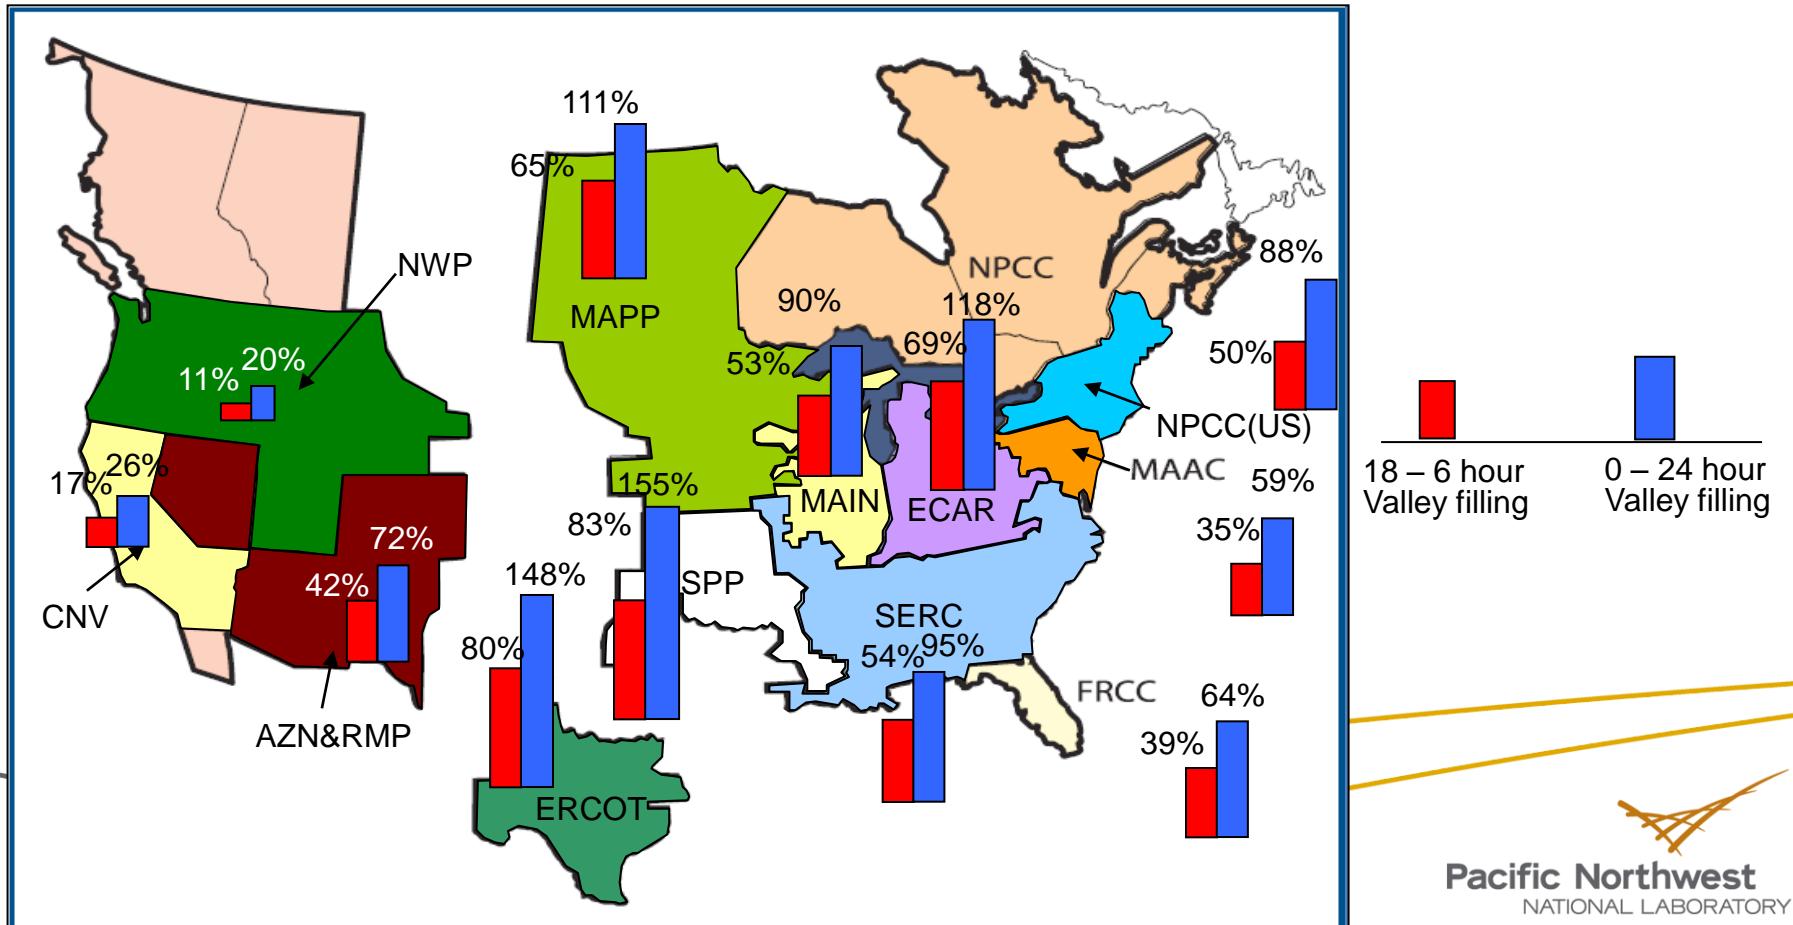 111%
65%
NWP
NPCC
88%
MAPP
90%
118%
53%
69%
50%
20%
11%
NPCC(US)
MAAC
17%
26%
155%
MAIN
ECAR
59%
83%
35%
72%
148%
42%
SPP
CNV
SERC
80%
54%
95%
FRCC
64%
AZN&RMP
39%
ERCOT
18 – 6 hour
Valley filling
0 – 24 hour
Valley filling
Pacific Northwest
NATIONAL LABORATORY